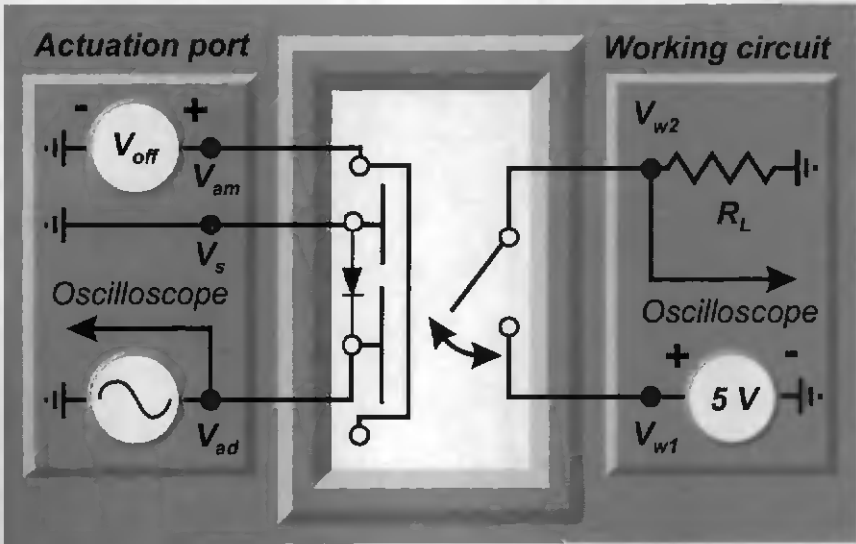 Actuation port
Working circuit
- +
V_off
V_am
V_s
Oscilloscope
V_ad
V_w2
R_L
Oscilloscope
+ -
5 V
V_w1